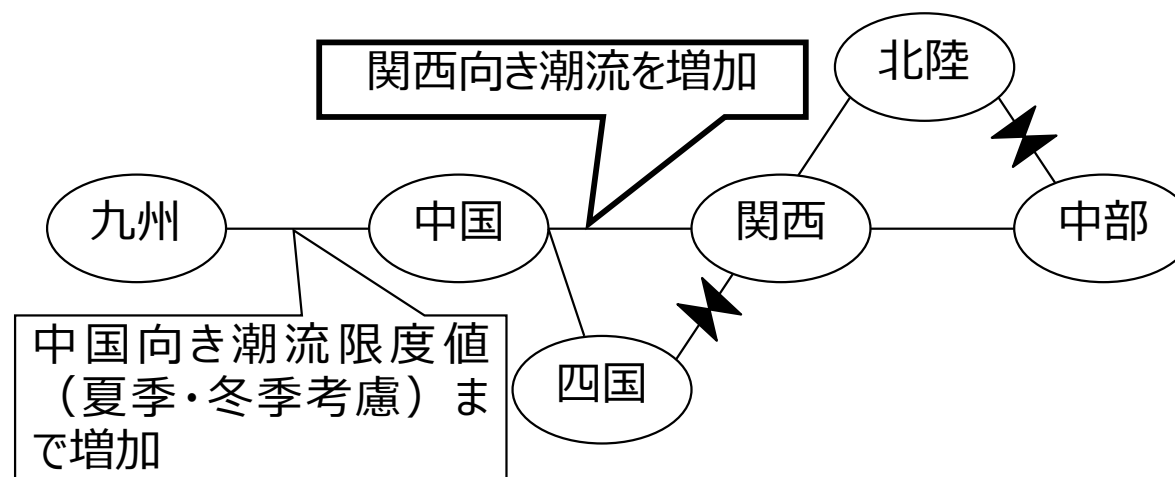 関西向き潮流を増加
北陸
九州
中国
関西
中部
四国
中国向き潮流限度値
（夏季・冬季考慮）ま
で増加